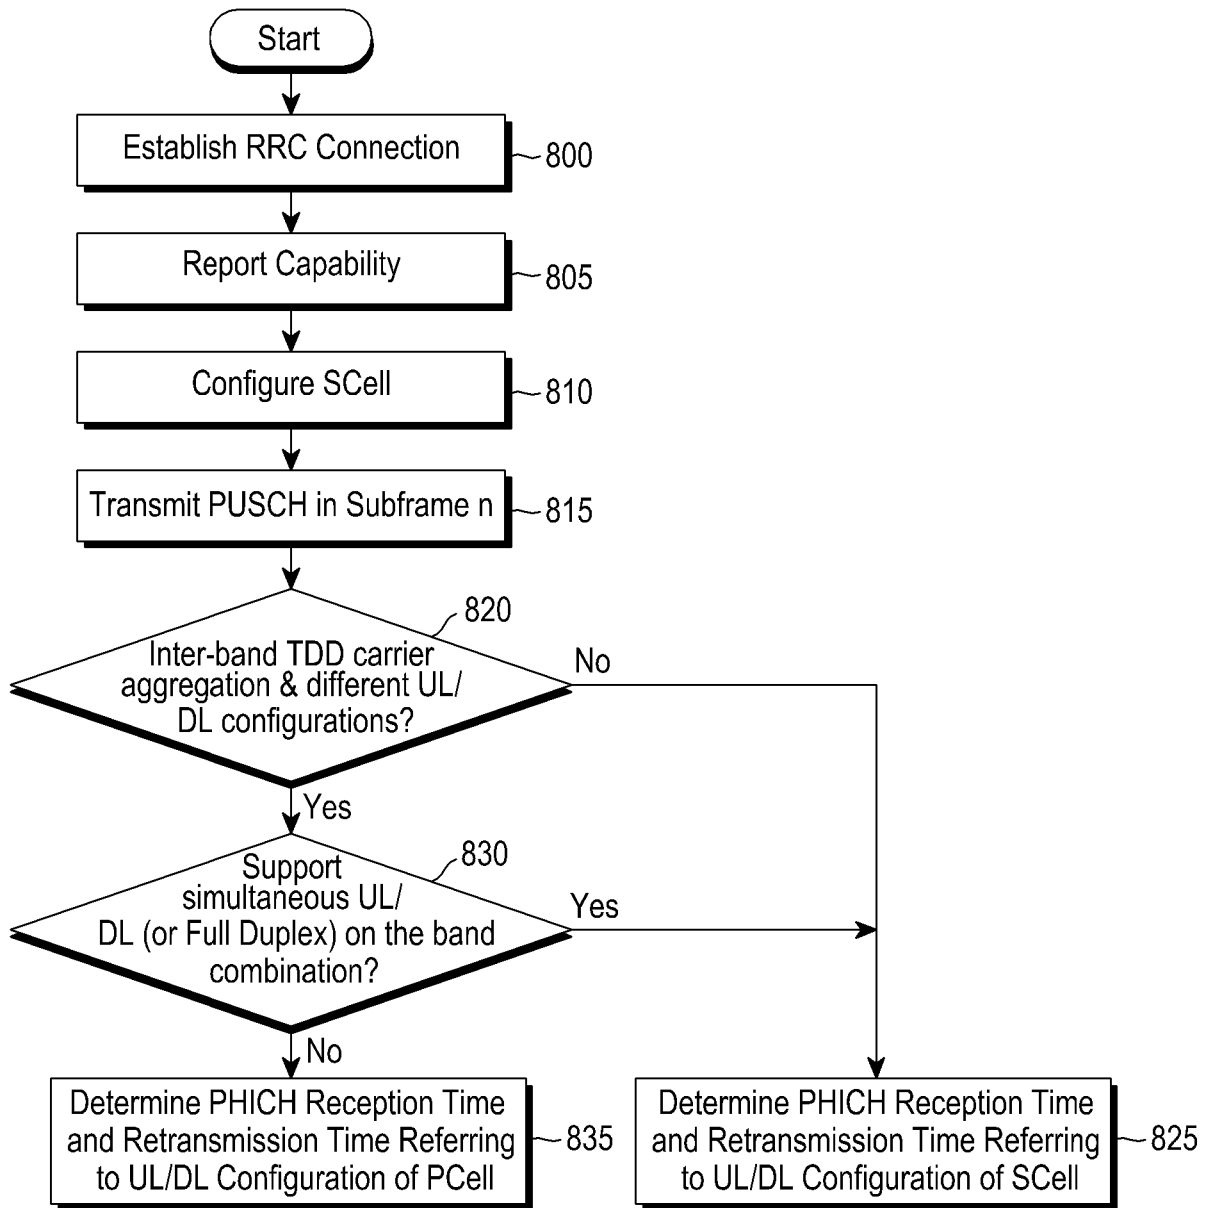 Start
Establish RRC Connection
800
Report Capability
805
Configure SCell
810
Transmit PUSCH in Subframe n
815
820
Inter-band TDD carrier
aggregation & different UL/
DL configurations?
No
Yes
830
Support
simultaneous UL/
DL (or Full Duplex) on the band
combination?
Yes
No
Determine PHICH Reception Time
and Retransmission Time Referring
to UL/DL Configuration of PCell
835
Determine PHICH Reception Time
and Retransmission Time Referring
to UL/DL Configuration of SCell
825